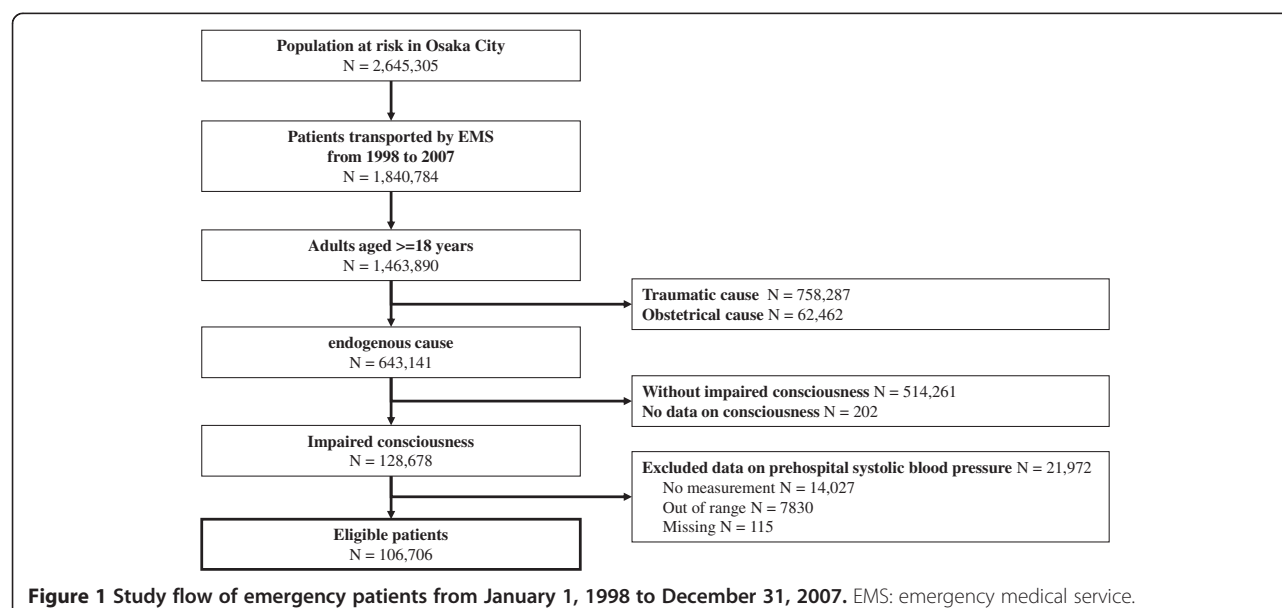 Population at risk in Osaka City
N = 2,645,305
Patients transported by EMS
from 1998 to 2007
N = 1,840,784
Adults aged >=18 years
N = 1,463,890
Traumatic cause N = 758,287
Obstetrical cause N = 62,462
endogenous cause
N = 643,141
Without impaired consciousness N = 514,261
No data on consciousness N = 202
Impaired consciousness
N = 128,678
Excluded data on prehospital systolic blood pressure N = 21,972
No measurement N = 14,027
Out of range N = 7830
Missing N = 115
Eligible patients
N = 106,706
Figure 1 Study flow of emergency patients from January 1, 1998 to December 31, 2007. EMS: emergency medical service.